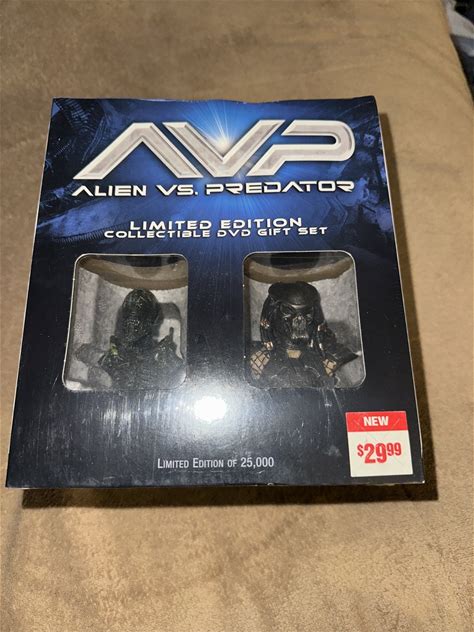 AVP
ALIEN VS. PREDATOR
LIMITED EDITION
COLLECTIBLE DVD GIFT SET
NEW
$29.99
LIMITED EDITION OF 25,000